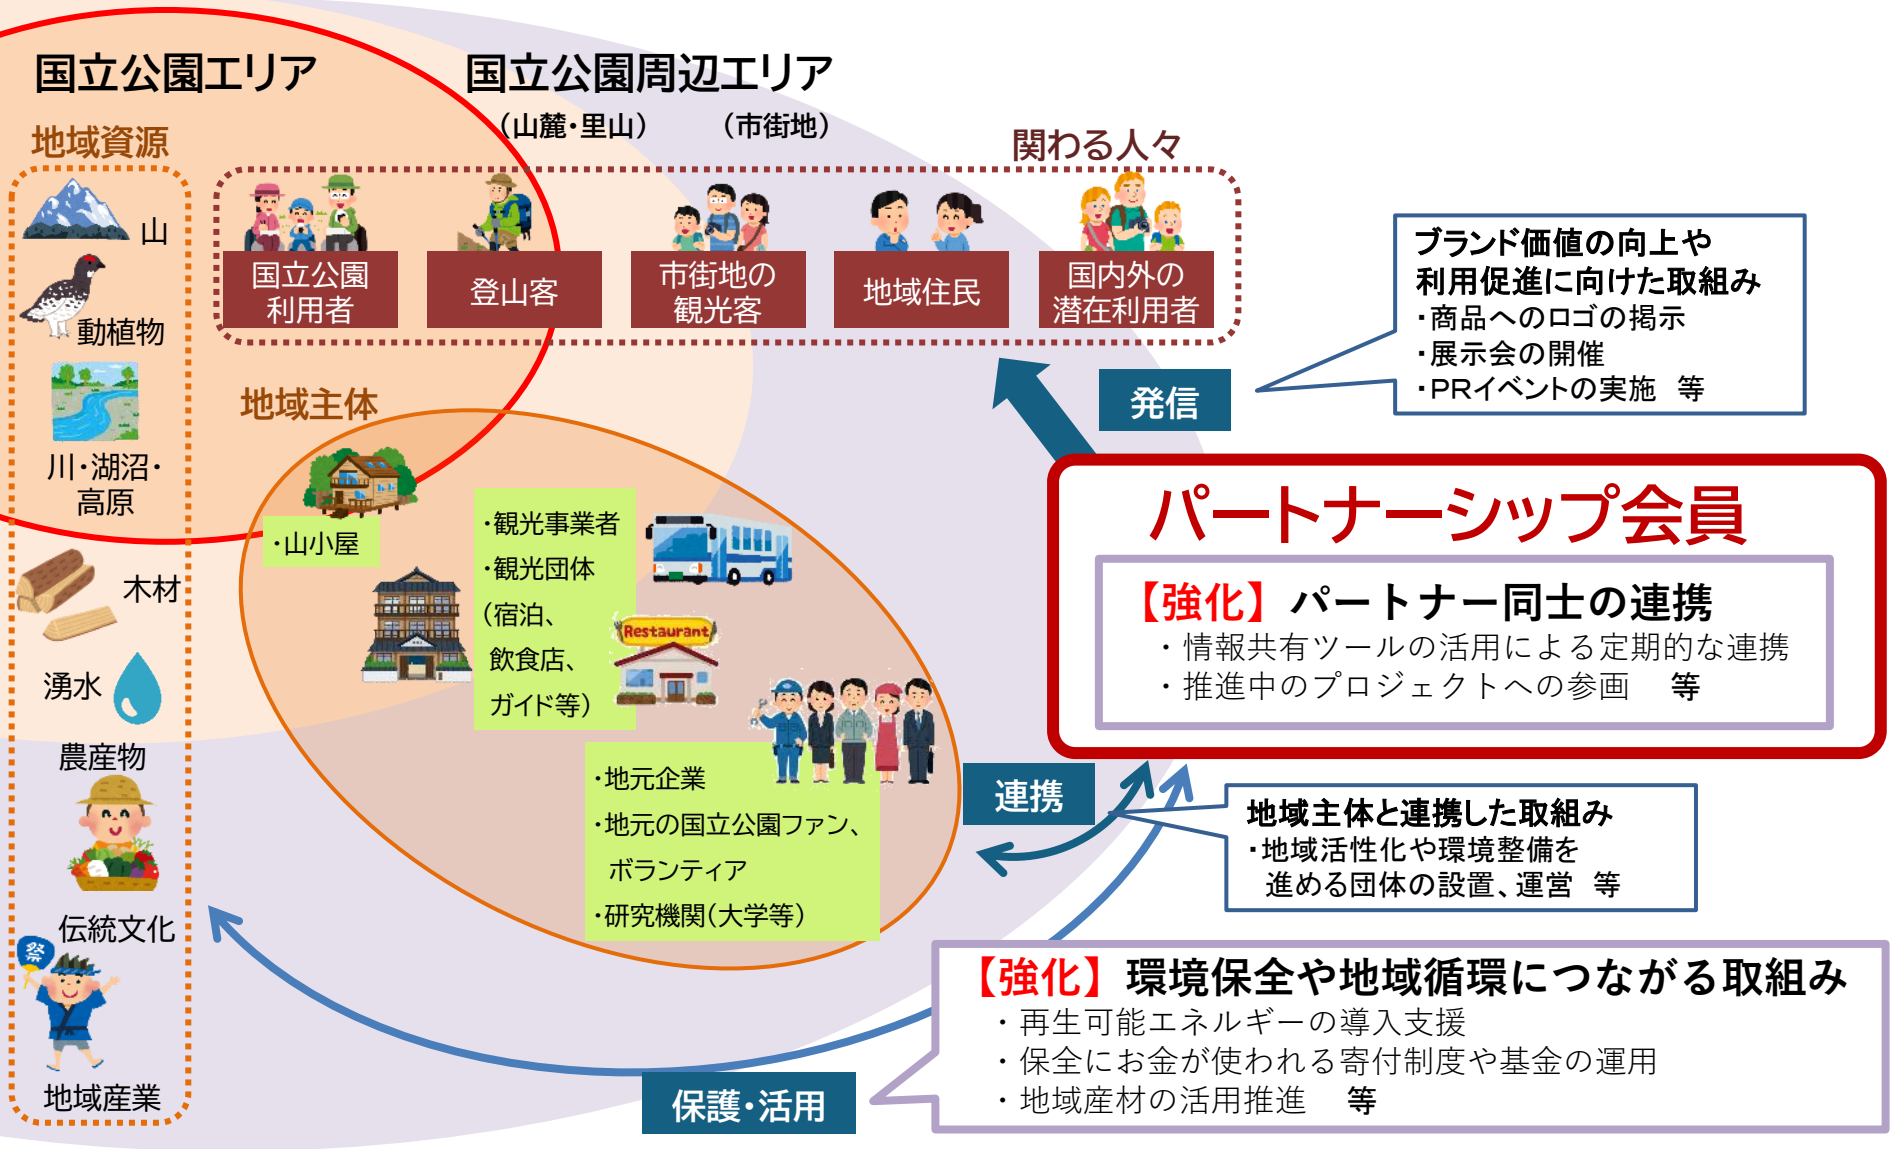 国立公園エリア
国立公園周辺エリア
（山麓・里山）
（市街地）
地域資源
山
動植物
川・湖沼・
高原
木材
湧水
農産物
伝統文化
祭
地域産業
関わる人々
国立公園
利用者
登山客
市街地の
観光客
地域住民
国内外の
潜在利用者
地域主体
・山小屋
・観光事業者
・観光団体
（宿泊、
飲食店、
ガイド等）
Restaurant
・地元企業
・地元の国立公園ファン、
ボランティア
・研究機関（大学等）
発信
ブランド価値の向上や
利用促進に向けた取組み
・商品へのロゴの掲示
・展示会の開催
・PRイベントの実施　等
パートナーシップ会員
【強化】パートナー同士の連携
・情報共有ツールの活用による定期的な連携
・推進中のプロジェクトへの参画　等
連携
地域主体と連携した取組み
・地域活性化や環境整備を
進める団体の設置、運営　等
保護・活用
【強化】環境保全や地域循環につながる取組み
・再生可能エネルギーの導入支援
・保全にお金が使われる寄付制度や基金の運用
・地域産材の活用推進　等